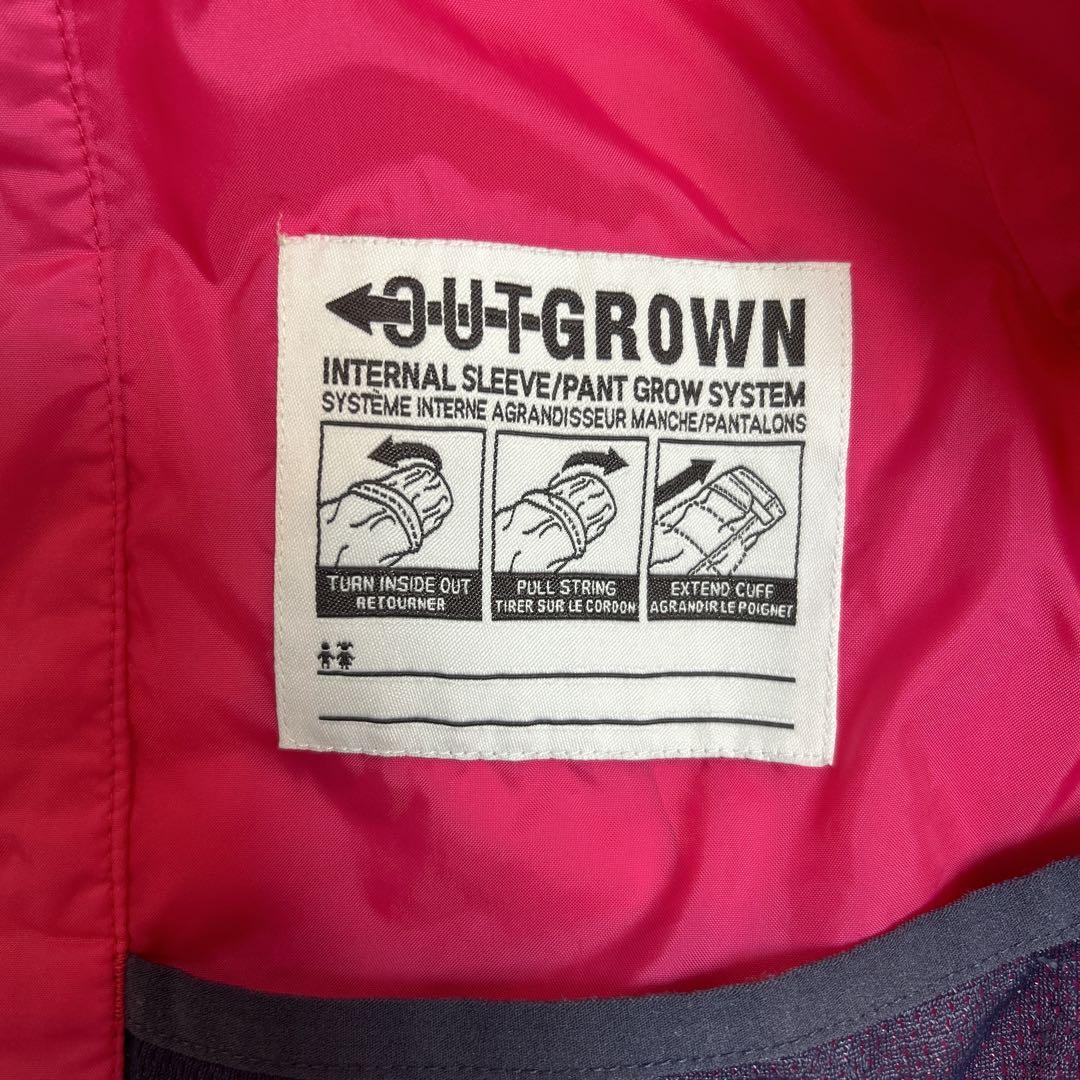 OUTGROWN
INTERNAL SLEEVE/PANT GROW SYSTEM
SYSTÈME INTERNE AGRANDISSEUR MANCHE/PANTALONS
TURN INSIDE OUT
RETOURNER
PULL STRING
TIRER SUR LE CORDON
EXTEND CUFF
AGRANDIR LE POIGNET